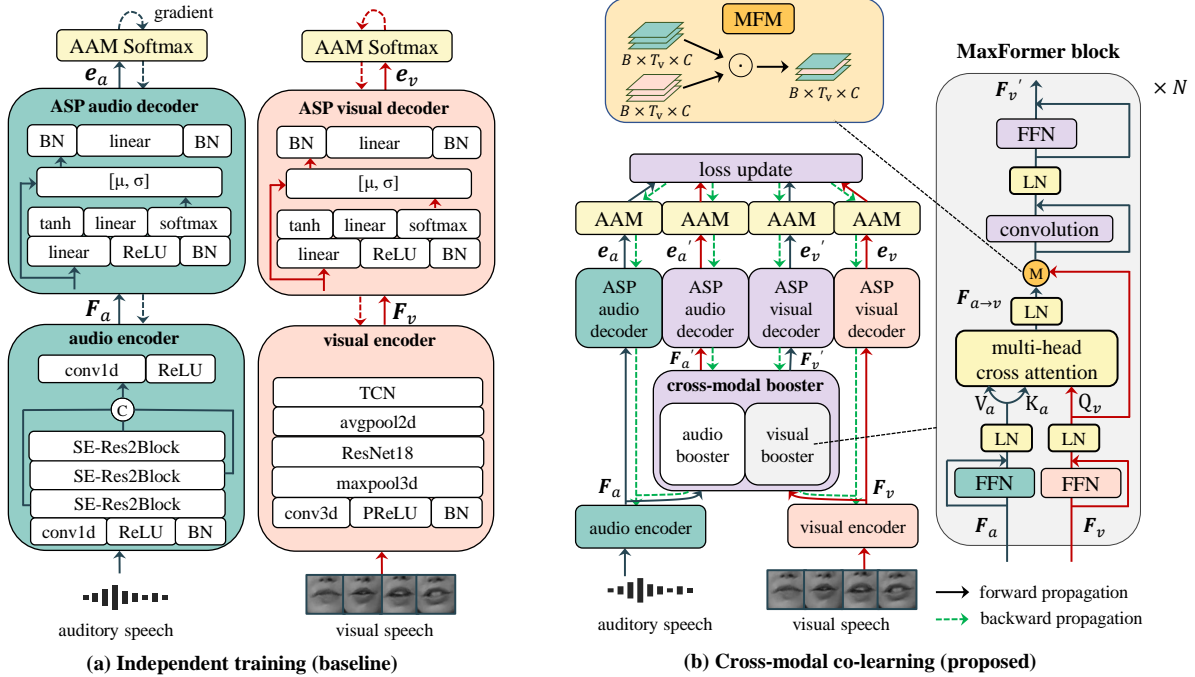 gradient
AAM Softmax
e_a
ASP audio decoder
BN linear BN
[μ, σ]
tanh linear softmax
linear ReLU BN
F_a
audio encoder
conv1d ReLU
C
SE-Res2Block
SE-Res2Block
SE-Res2Block
conv1d ReLU BN
auditory speech
AAM Softmax
e_v
ASP visual decoder
BN linear BN
[μ, σ]
tanh linear softmax
linear ReLU BN
F_v
visual encoder
TCN
avgpool2d
ResNet18
maxpool3d
conv3d PReLU BN
visual speech
(a) Independent training (baseline)
MFM
B × T_v × C
B × T_v × C
B × T_v × C
loss update
AAM AAM AAM AAM
e_a e_a' e_v' e_v
ASP ASP ASP ASP
audio audio visual visual
decoder decoder decoder decoder
F_a' F_v'
cross-modal booster
audio visual
booster booster
F_a F_v
audio encoder visual encoder
auditory speech visual speech
MaxFormer block
× N
F_v'
FFN
LN
convolution
M
F_a→v
LN
multi-head
cross attention
V_a K_a Q_v
LN LN
FFN FFN
F_a F_v
forward propagation
backward propagation
(b) Cross-modal co-learning (proposed)